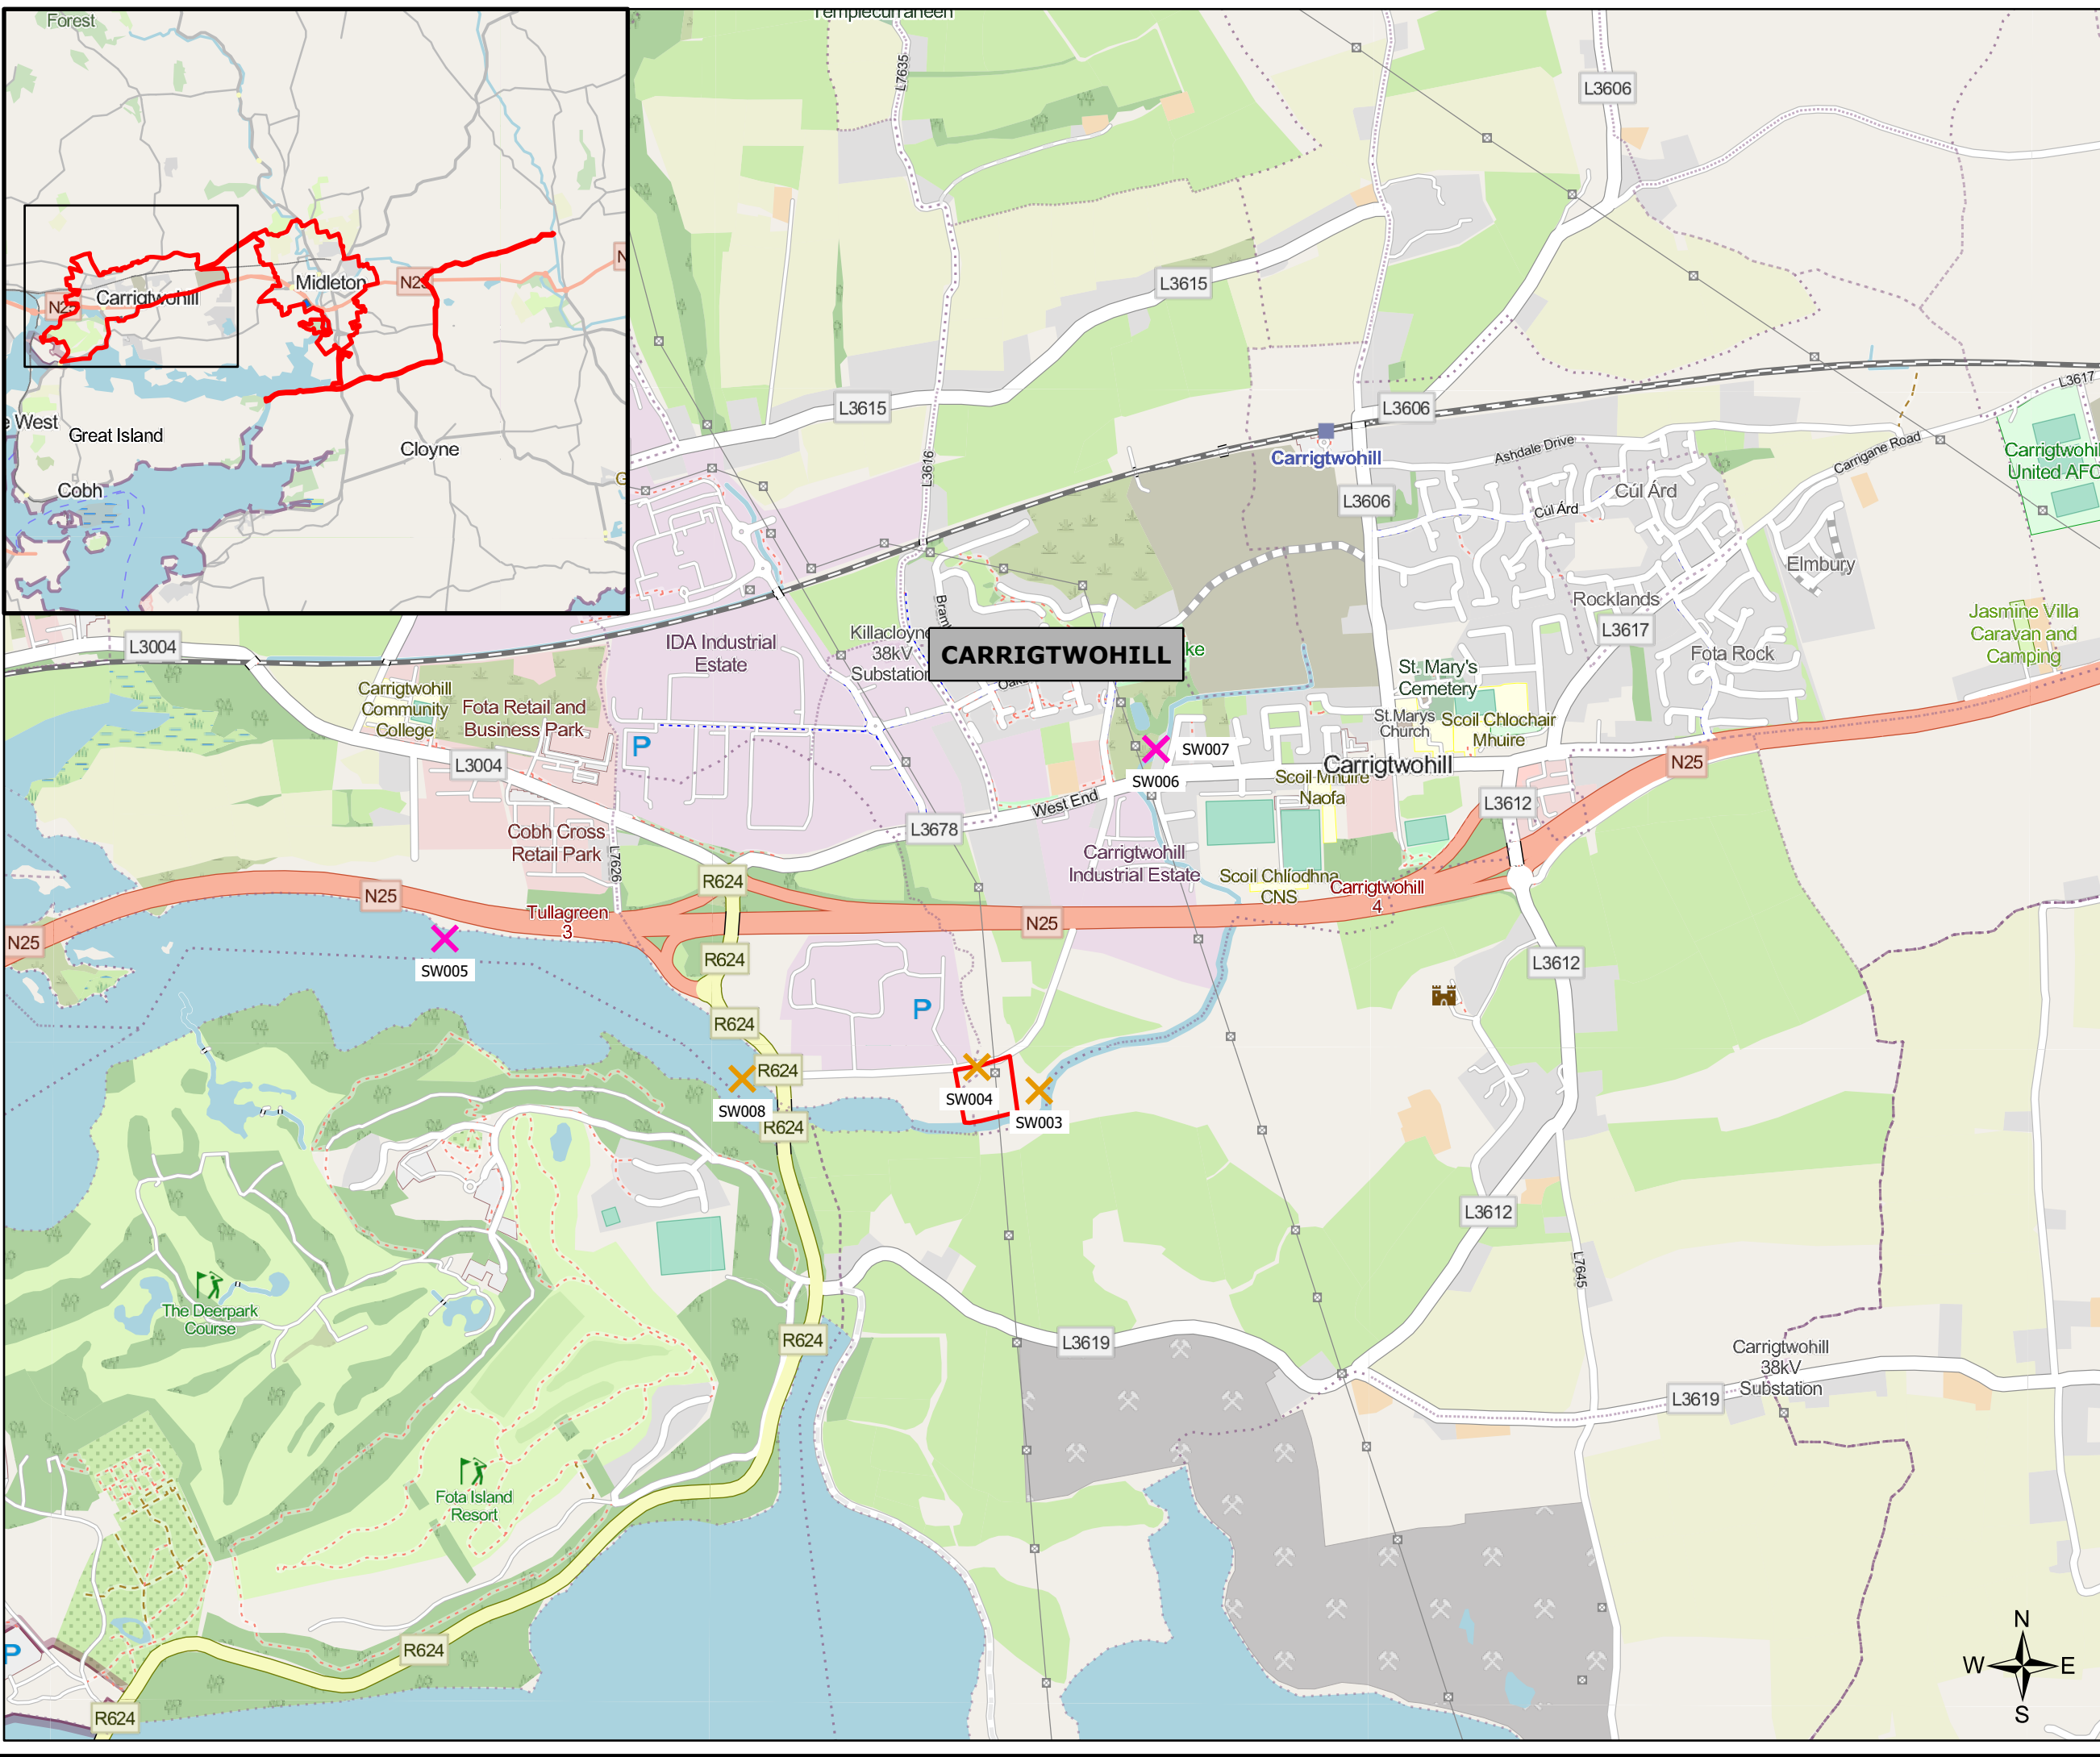 Forest
N25
Carrigtwohill
Midleton
N25
N
e West
Great Island
Cloyne
Cobh
Templecurraheen
L7635
L3606
L3615
L3615
L3606
L3617
L3616
Carrigtwohill
Ashdale Drive
Carrigane Road
Carrigtwohill
United AFC
L3606
Cúl Árd
Cúl Árd
Elmbury
Rocklands
L3617
Fota Rock
Jasmine Villa
Caravan and
Camping
L3004
IDA Industrial
Estate
Killacloyne
38kV
Substation
CARRIGTWOHILL
St. Mary's
Cemetery
Carrigtwohill
Community
College
Fota Retail and
Business Park
P
St.Marys
Church
Scoil Chlochair
Mhuire
SW007
SW006
L3004
Carrigtwohill
N25
Scoil Mhuire
Naofa
West End
L3612
L3678
Cobh Cross
Retail Park
L7626
Carrigtwohill
Industrial Estate
R624
Scoil Chlíodhna
CNS
Carrigtwohill
4
N25
Tullagreen
3
N25
N25
SW005
R624
L3612
P
R624
R624
SW004
SW008
SW003
R624
L3612
L7645
The Deerpark
Course
R624
L3619
Carrigtwohill
38kV
Substation
L3619
Fota Island
Resort
R624
P
R624
N
W
E
S